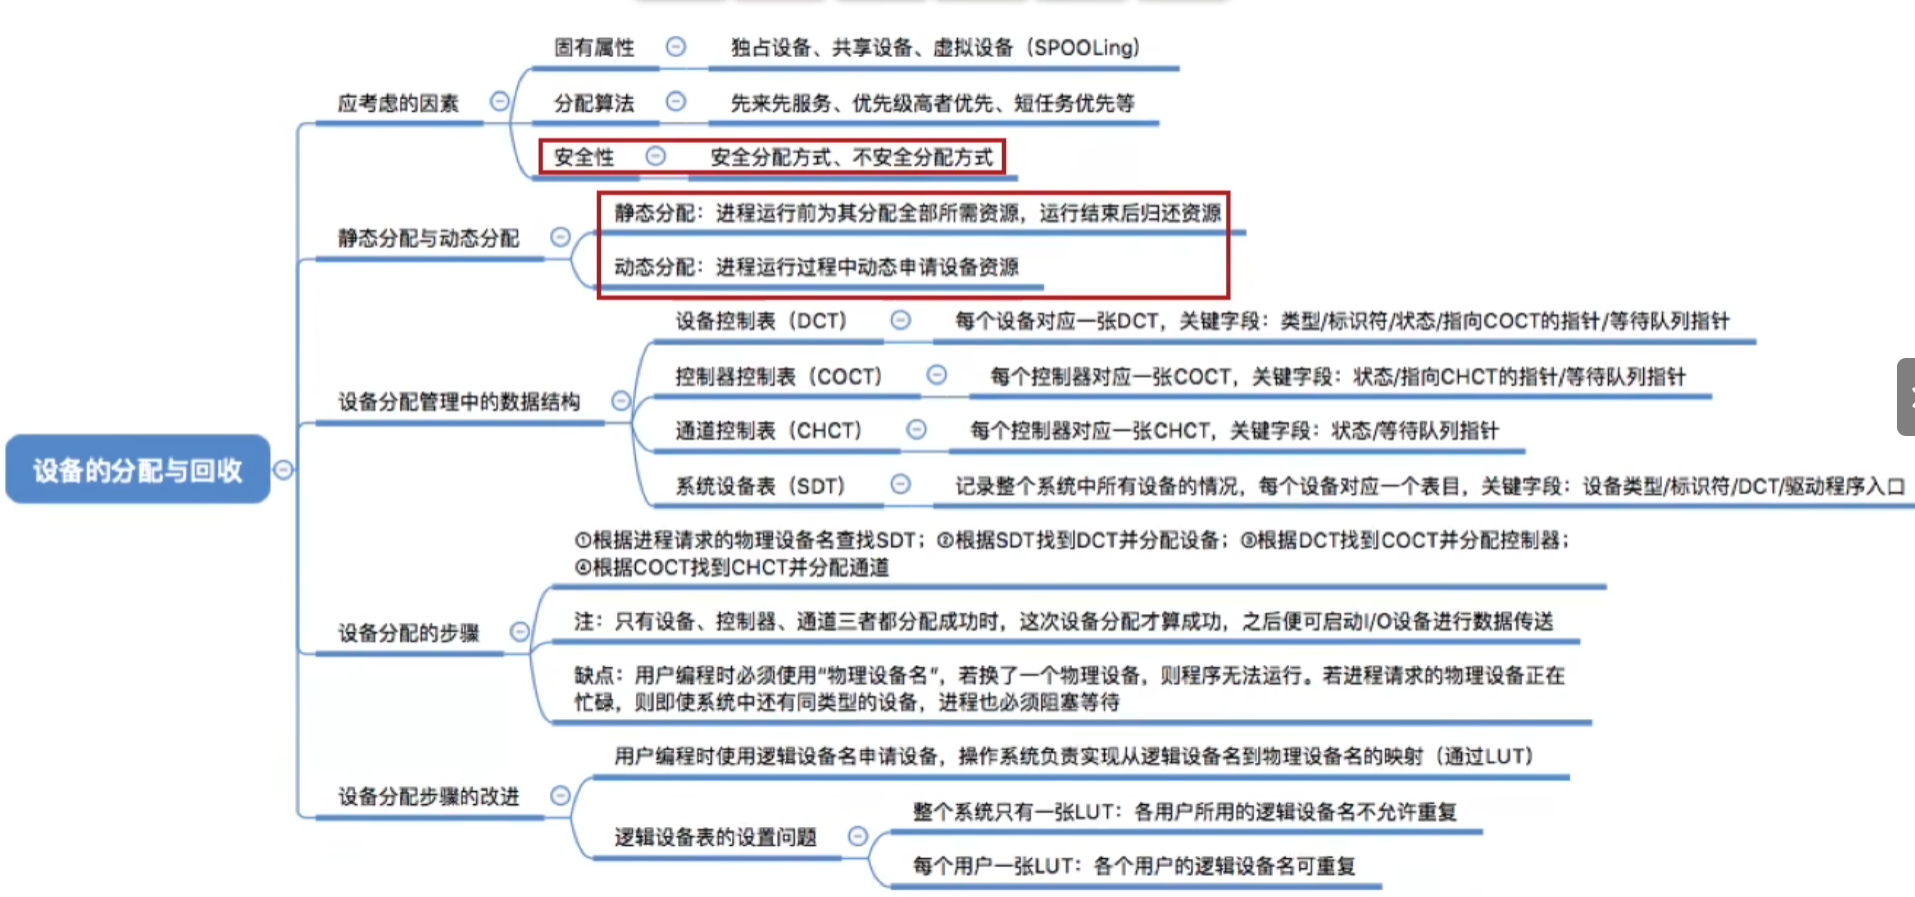 固有属性
独占设备、共享设备、虚拟设备（SPOOLing）
应考虑的因素
分配算法
先来先服务、优先级高者优先、短任务优先等
安全性
安全分配方式、不安全分配方式
静态分配与动态分配
静态分配：进程运行前为其分配全部所需资源，运行结束后归还资源
动态分配：进程运行过程中动态申请设备资源
设备控制表（DCT）
每个设备对应一张DCT，关键字段：类型/标识符/状态/指向COCT的指针/等待队列指针
控制器控制表（COCT）
每个控制器对应一张COCT，关键字段：状态/指向CHCT的指针/等待队列指针
设备分配管理中的数据结构
通道控制表（CHCT）
每个控制器对应一张CHCT，关键字段：状态/等待队列指针
设备的分配与回收
系统设备表（SDT）
记录整个系统中所有设备的情况，每个设备对应一个表目，关键字段：设备类型/标识符/DCT/驱动程序入口
①根据进程请求的物理设备名查找SDT；②根据SDT找到DCT并分配设备；③根据DCT找到COCT并分配控制器；
④根据COCT找到CHCT并分配通道
设备分配的步骤
注：只有设备、控制器、通道三者都分配成功时，这次设备分配才算成功，之后便可启动I/O设备进行数据传送
缺点：用户编程时必须使用“物理设备名”，若换了一个物理设备，则程序无法运行。若进程请求的物理设备正在
忙碌，则即使系统中还有同类型的设备，进程也必须阻塞等待
设备分配步骤的改进
用户编程时使用逻辑设备名申请设备，操作系统负责实现从逻辑设备名到物理设备名的映射（通过LUT）
逻辑设备表的设置问题
整个系统只有一张LUT：各用户所用的逻辑设备名不允许重复
每个用户一张LUT：各个用户的逻辑设备名可重复